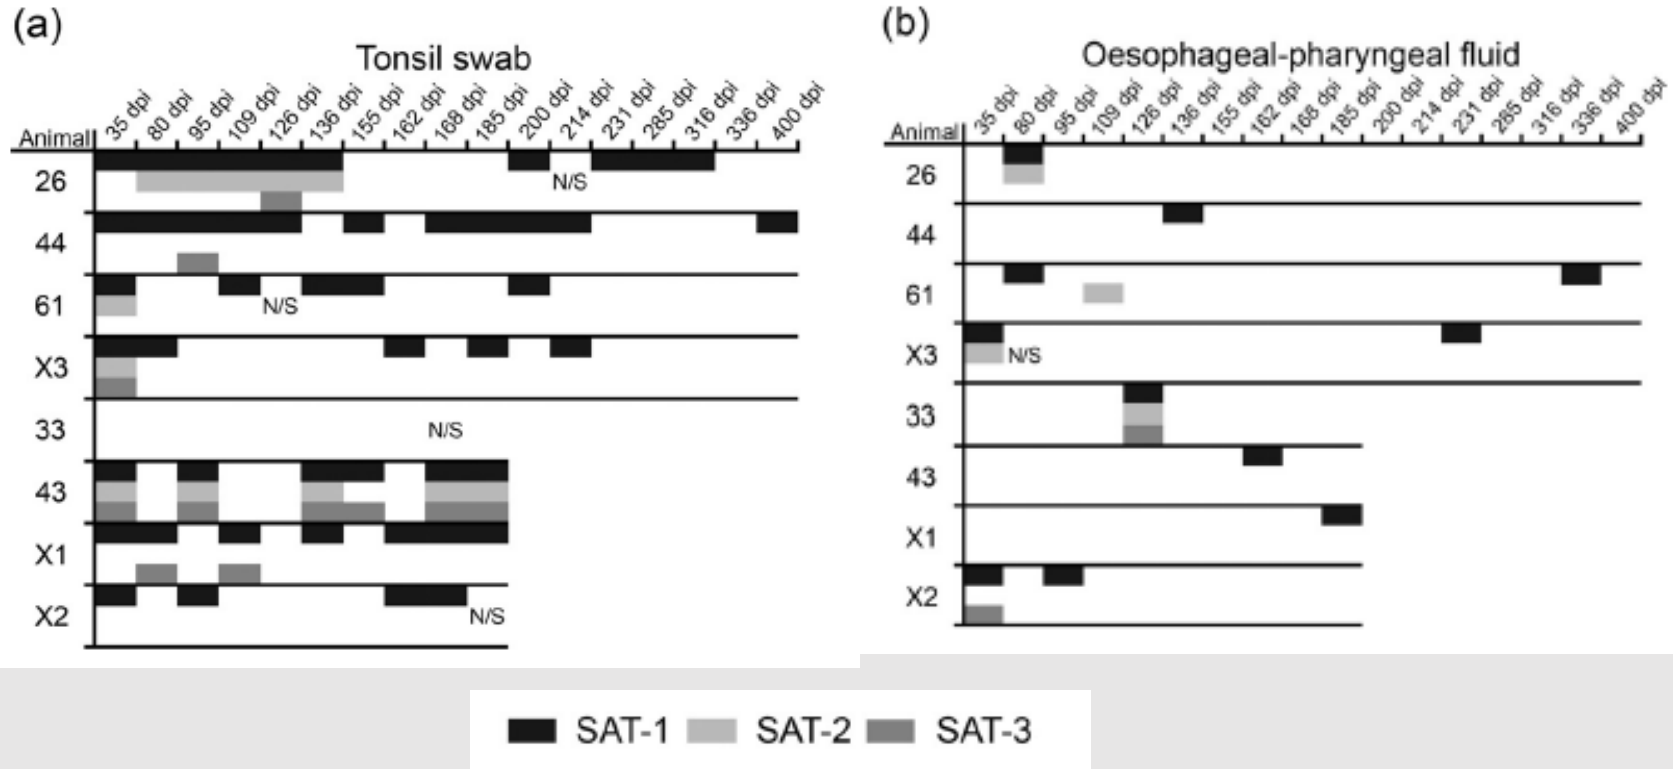 (a)
Tonsil swab
Animal 35 dpi 80 dpi 95 dpi 109 dpi 126 dpi 136 dpi 155 dpi 162 dpi 168 dpi 185 dpi 200 dpi 214 dpi 231 dpi 285 dpi 316 dpi 336 dpi 400 dpi
26 N/S
44
61 N/S
X3
33 N/S
43
X1
X2 N/S
(b)
Oesophageal-pharyngeal fluid
Animal 35 dpi 80 dpi 95 dpi 109 dpi 126 dpi 136 dpi 155 dpi 162 dpi 168 dpi 185 dpi 200 dpi 214 dpi 231 dpi 285 dpi 316 dpi 336 dpi 400 dpi
26
44
61
X3 N/S
33
43
X1
X2
SAT-1 SAT-2 SAT-3